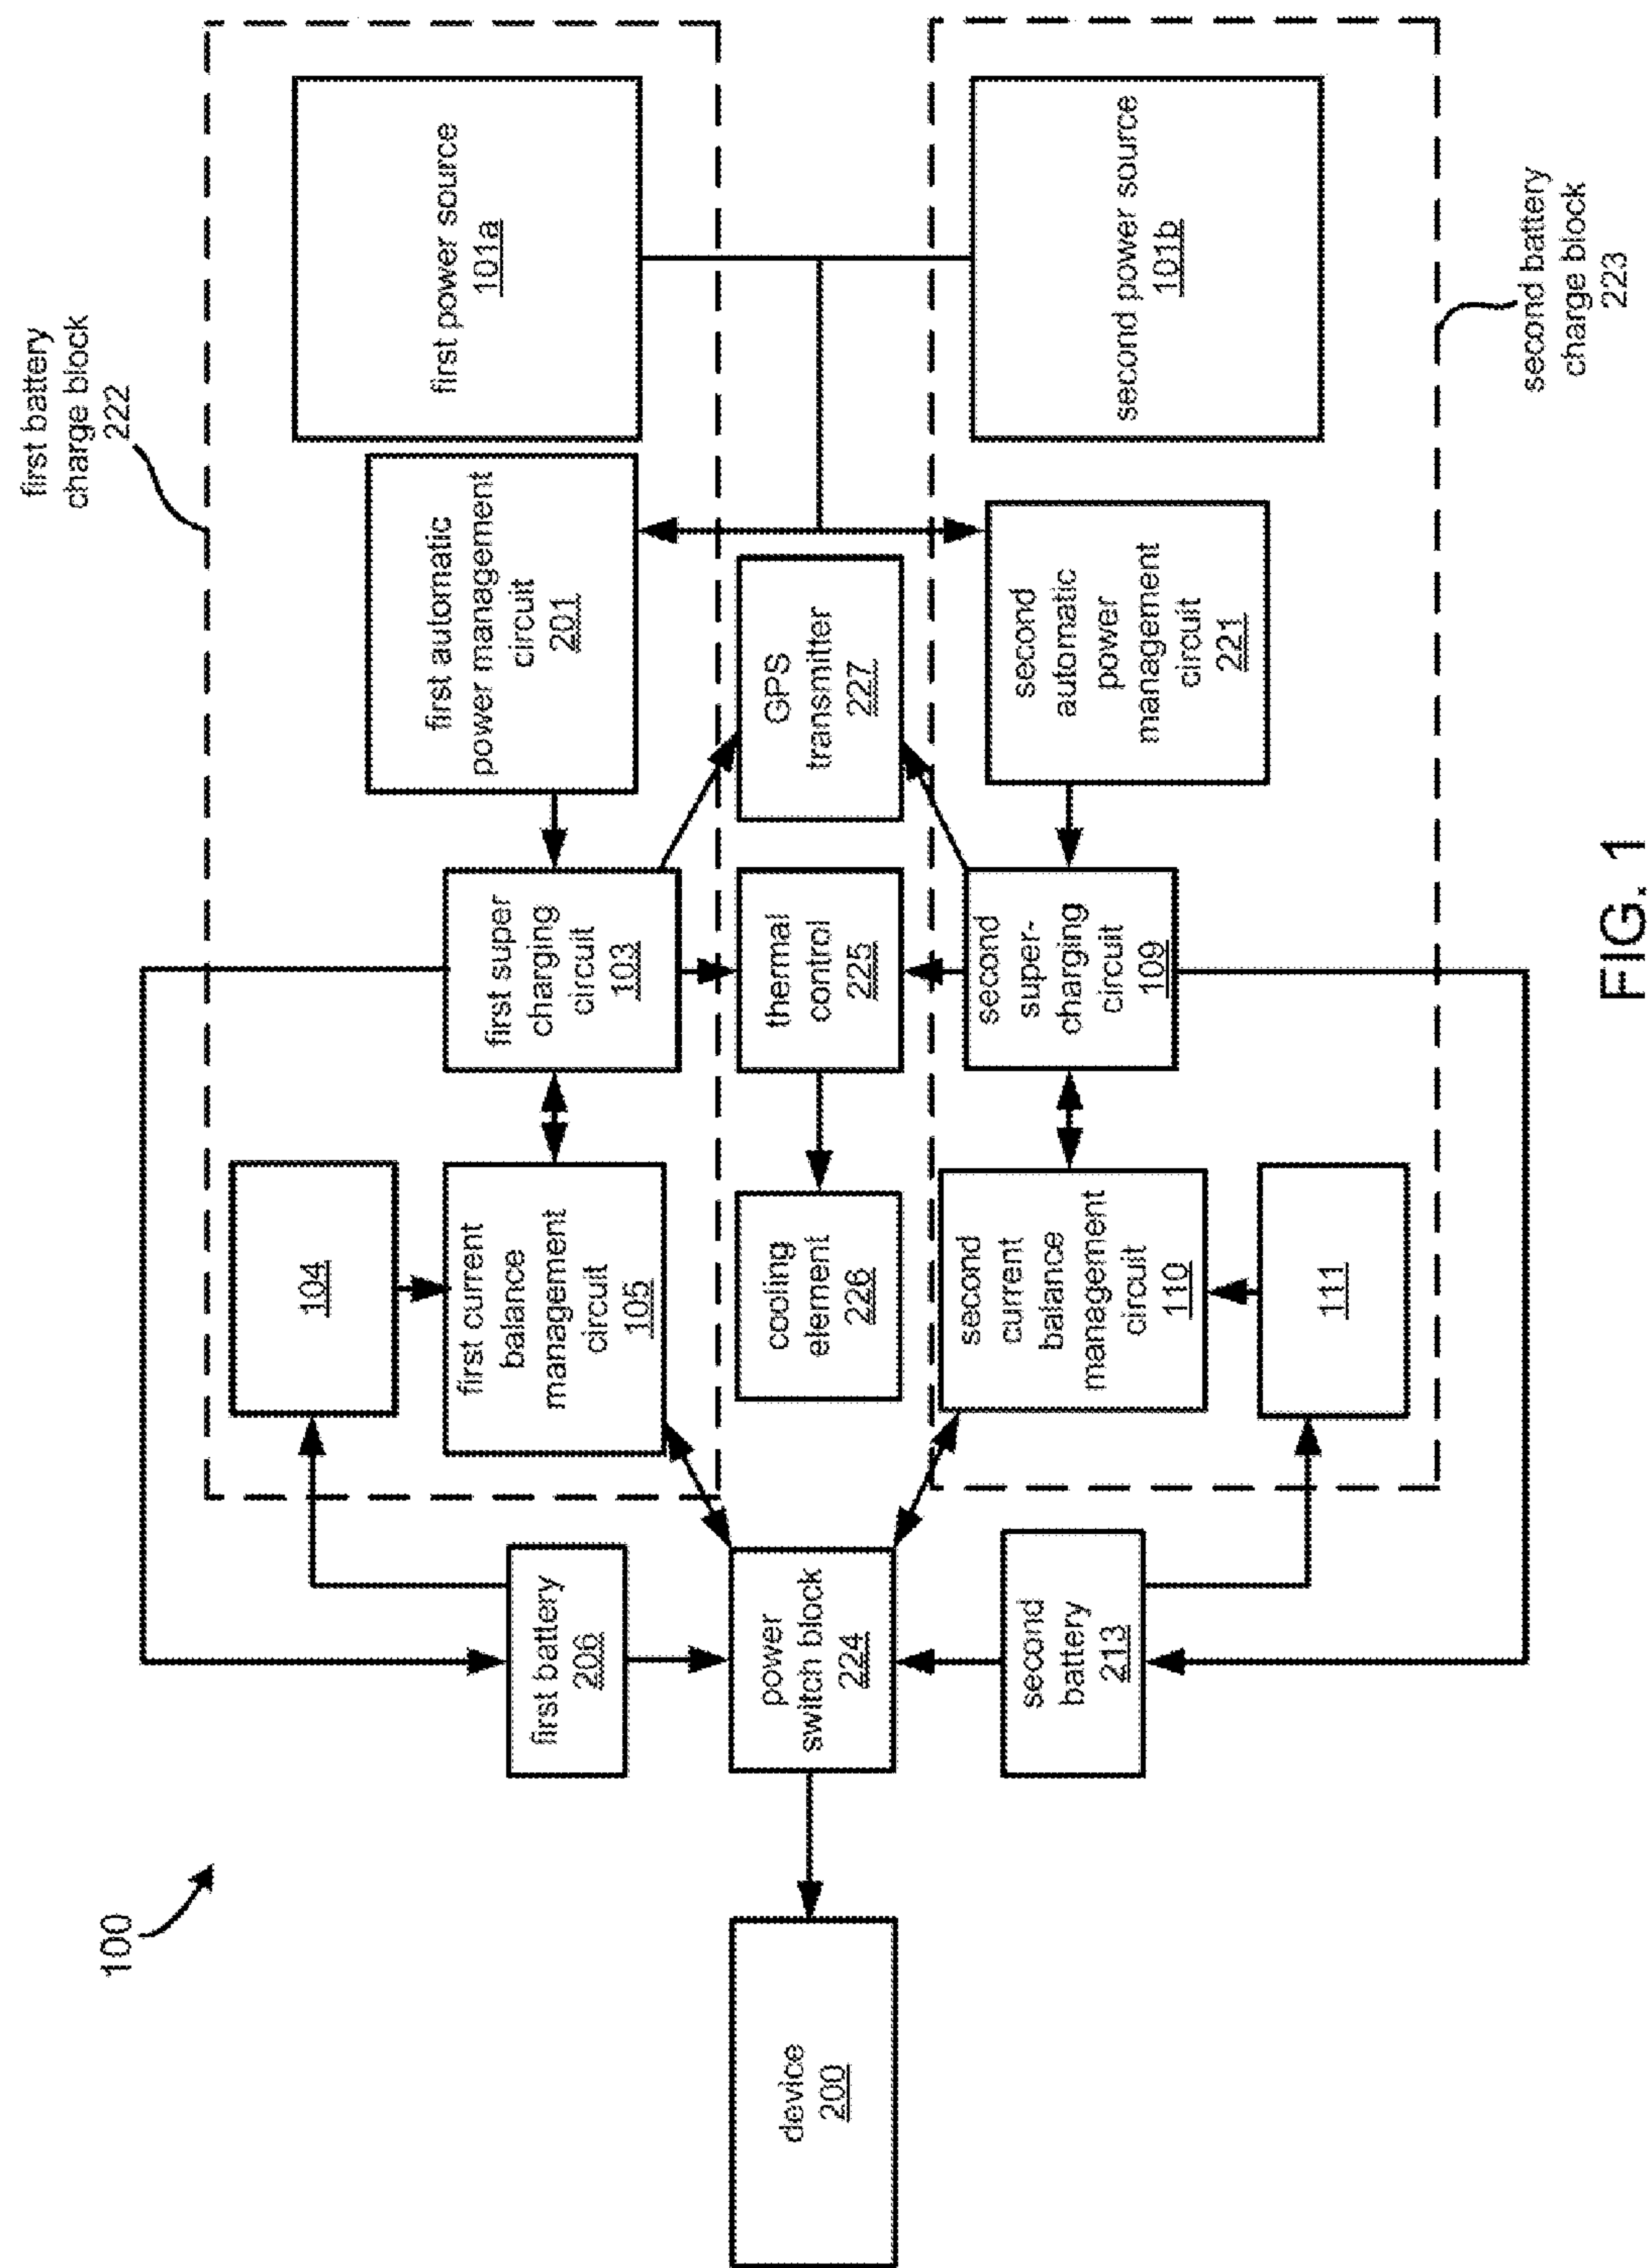 100
first battery
charge block
222
first power source
101a
first automatic
power management
circuit
201
first super
charging
circuit
103
104
first current
balance
management
circuit
105
first battery
206
GPS
transmitter
227
thermal
control
225
cooling
element
226
power
switch block
224
device
200
second power source
101b
second
automatic
power
management
circuit
221
second
super-
charging
circuit
109
second
current
balance
management
circuit
110
111
second
battery
213
second battery
charge block
223
FIG. 1